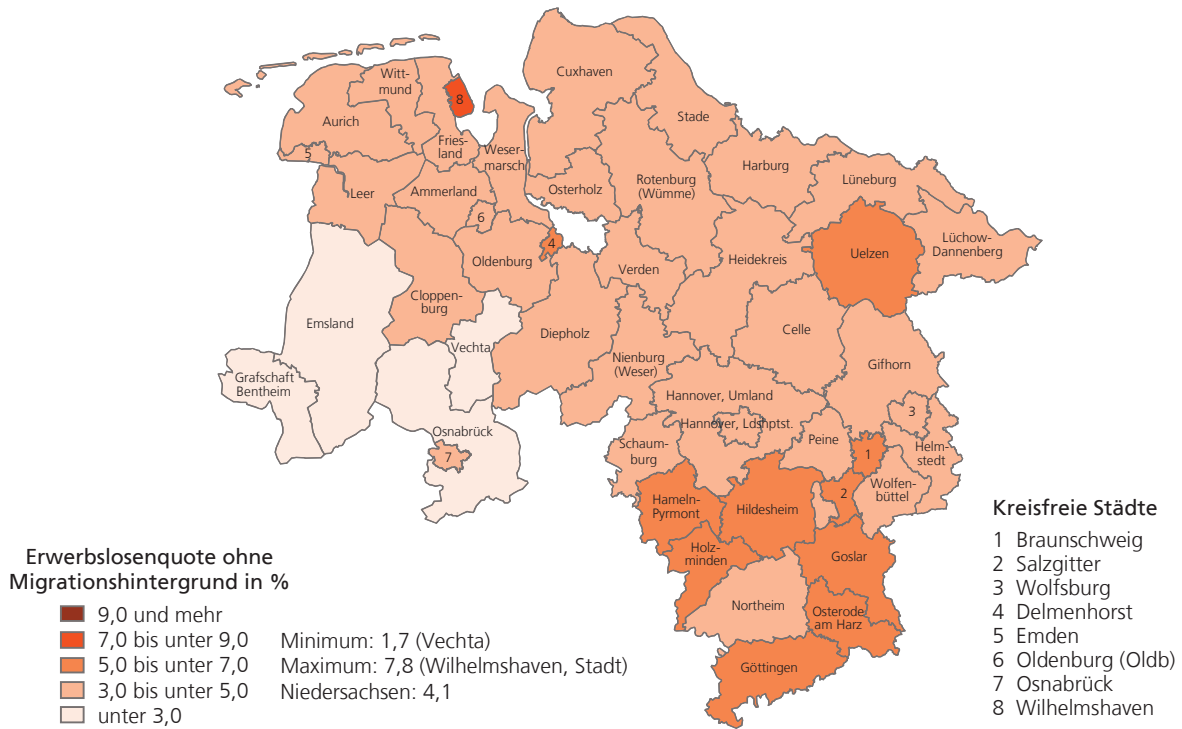 Cuxhaven
Witt-
mund
8
Stade
Aurich
Fries-
land
Weser-
marsch
5
Harburg
Lüneburg
Rotenburg
(Wümme)
Leer
Ammerland
Osterholz
6
4
Uelzen
Lüchow-
Dannenberg
Oldenburg
Verden
Heidekreis
Cloppen-
burg
Emsland
Diepholz
Celle
Vechta
Nienburg
(Weser)
Gifhorn
Grafschaft
Bentheim
Hannover, Umland
3
Hannover, Ldshptst.
Osnabrück
Peine
Schaum-
burg
Helm-
stedt
7
1
Wolfen-
büttel
2
Hameln-
Pyrmont
Hildesheim
Holz-
minden
Goslar
Northeim
Osterode
am Harz
Göttingen
Kreisfreie Städte
1 Braunschweig
2 Salzgitter
3 Wolfsburg
4 Delmenhorst
5 Emden
6 Oldenburg (Oldb)
7 Osnabrück
8 Wilhelmshaven
Erwerbslosenquote ohne
Migrationshintergrund in %
9,0 und mehr
7,0 bis unter 9,0
5,0 bis unter 7,0
3,0 bis unter 5,0
unter 3,0
Minimum: 1,7 (Vechta)
Maximum: 7,8 (Wilhelmshaven, Stadt)
Niedersachsen: 4,1